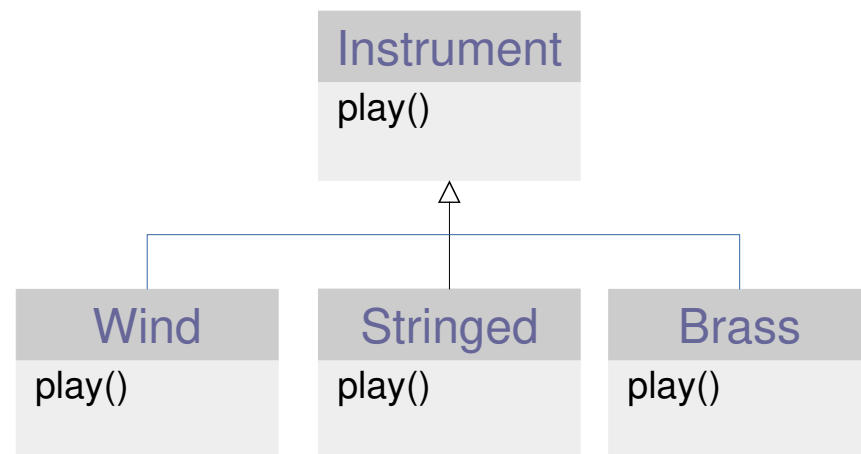 Instrument
play()
Wind
Stringed
Brass
play()
play()
play()